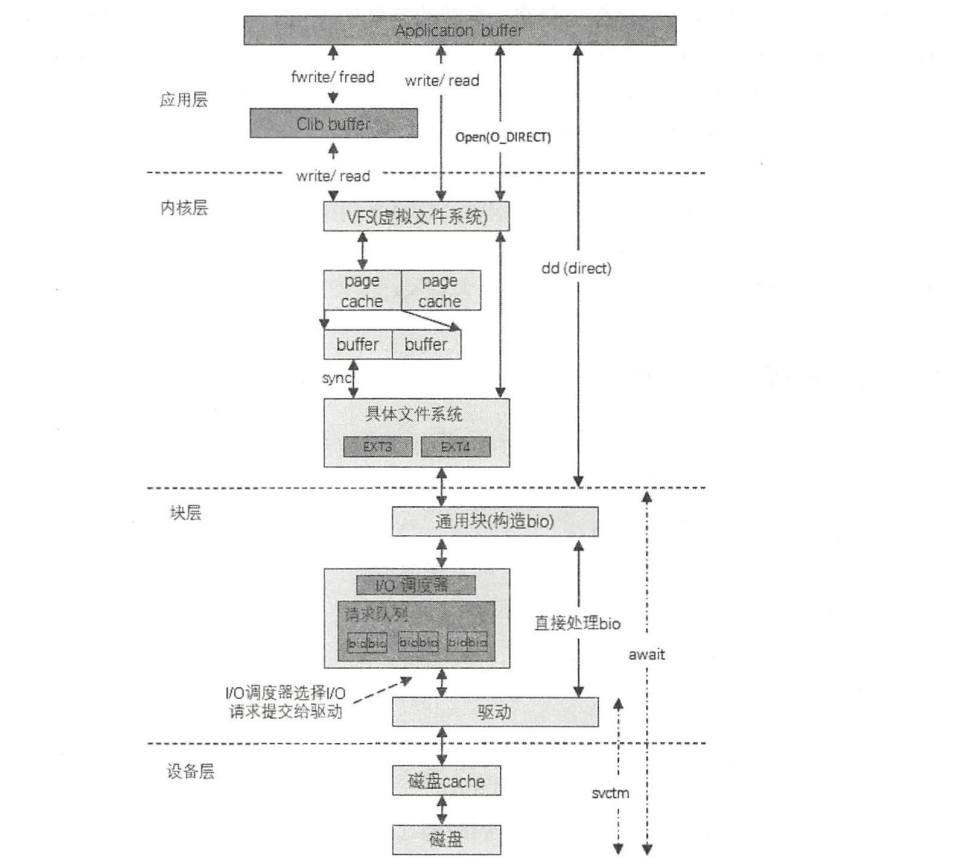 Application buffer
fwrite/ fread
write/ read
应用层
Clib buffer
Open(O_DIRECT)
write/ read
内核层
VFS(虚拟文件系统)
dd (direct)
page cache
page cache
buffer
buffer
sync
具体文件系统
EXT3
EXT4
块层
通用块(构造bio)
I/O 调度器
请求队列
bio bio
bio bio
bio bio
直接处理bio
await
I/O调度器选择I/O
请求提交给驱动
驱动
设备层
磁盘cache
svctm
磁盘